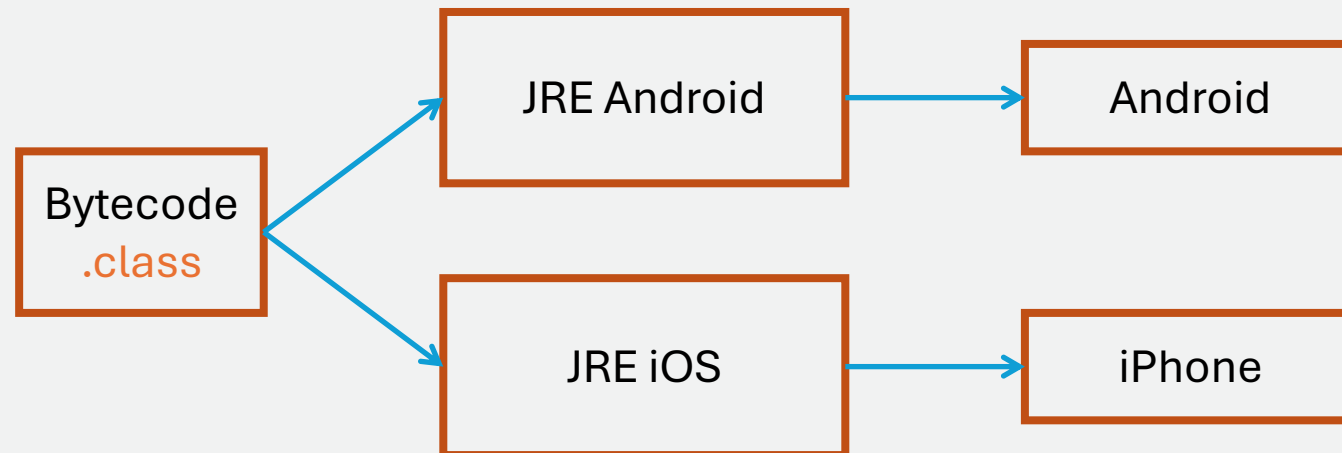 JRE Android
Android
Bytecode
.class
JRE iOS
iPhone